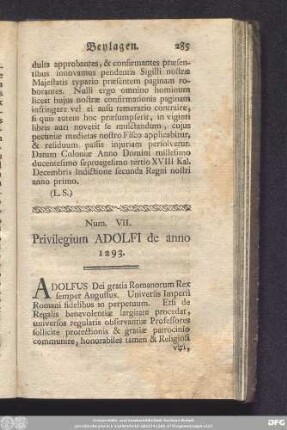 Beylagen. 285
dulis approbantes, & confirmantes præsen-
tibus innovamus pendentis Sigilli nostræ
Majestatis typario præsentem paginam ro-
borantes. Nulli ergo omnino hominum
liceat hujus nostræ confirmationis paginam
infringere vel ei ausu temerario contraire,
si quis autem hoc præsumpserit, in viginti
libris auri noverit se mulctandum, cujus
pecuniæ medietas nostro Fisco applicabitur,
& residuum passis injuriam persolvetur.
Datum Coloniæ Anno Domini millesimo
ducentesimo septuagesimo tertio XVIII Kal.
Decembris Indictione secunda Regni nostri
anno primo.
(L. S.)
Num. VII.
Privilegium ADOLFI de anno
1293.
ADOLFUS Dei gratia Romanorum Rex
semper Augustus. Universis Imperii
Romani fidelibus in perpetuum. Etsi de
Regalis benevolentiæ largitate procedat,
universos regularis observantiæ Professores
sollicite protectionis & gratiæ patrocinio
communire, honorabiles tamen & Religiosi
viri,